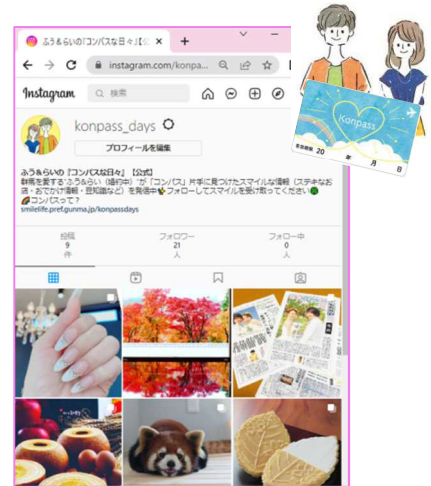 ふう&らいの『コンパスな日々』【公
instagram.com/konpa...
Instagram
検索
konpass_days
プロフィールを編集
ふう&らいの『コンパスな日々』【公式】
群馬を愛する"ふう&らい（婚約中）"が「コンパス」片手に見つけたスマイルな情報（ステキなお
店・おでかけ情報・豆知識など）を発信中フォローしてスマイルを受け取ってください
コンパスって？
smilelife.pref.gunma.jp/konpassdays
投稿
9
件
フォロワー
21
人
フォロー中
0
人
Konpass
有効期限 20 年 月 日